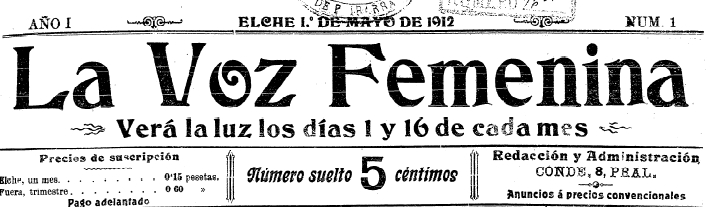 AÑO I
ELCHE 1.º DE MAYO DE 1912
NUM. 1
La Voz Femenina
Verá la luz los días 1 y 16 de cada mes
Precios de suscripción
Elche, un mes. . . . . . . . . 0'15 pesetas.
Fuera, trimestre . . . . . . . 0 60 »
Pago adelantado
Número suelto 5 céntimos
Redacción y Administración
CONDE, 8, PRAL.
Anuncios á precios convencionales
DE P. IBARRA